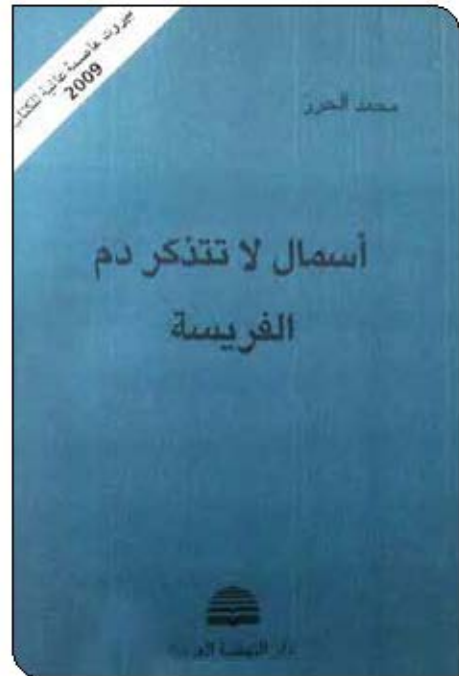 بيروت عاصمة عالمية للكتاب
2009
محمد الحرز
أسمال لا تتذكر دم
الفريسة
دار النهضة العربية